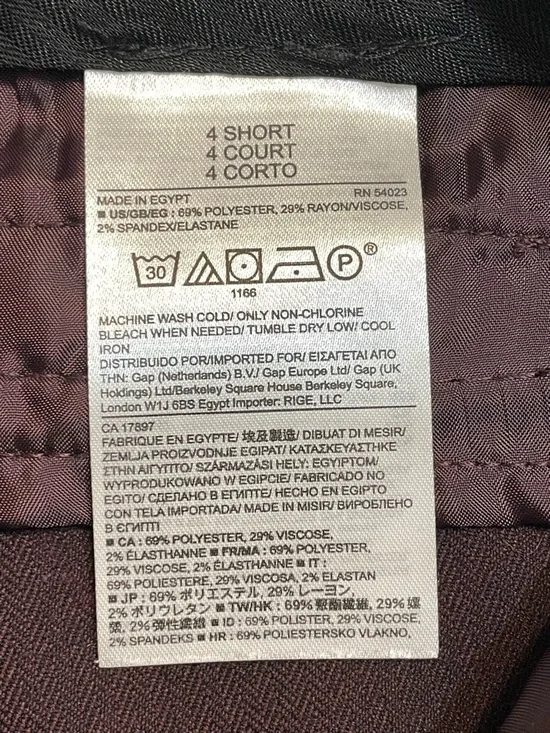 4 SHORT
4 COURT
4 CORTO
MADE IN EGYPT RN 54023
■ US/GB/EG : 69% POLYESTER, 29% RAYON/VISCOSE,
2% SPANDEX/ELASTANE
30 P ®
1166
MACHINE WASH COLD/ ONLY NON-CHLORINE
BLEACH WHEN NEEDED/ TUMBLE DRY LOW/ COOL
IRON
DISTRIBUIDO POR/IMPORTED FOR/ ΕΙΣΑΓΕΤΑΙ ΑΠΟ
ΤΗΝ: Gap (Netherlands) B.V./ Gap Europe Ltd/ Gap (UK
Holdings) Ltd/Berkeley Square House Berkeley Square,
London W1J 6BS Egypt Importer: RIGE, LLC
CA 17897
FABRIQUE EN EGYPTE/ 埃及製造/ DIBUAT DI MESIR/
ZEMLJA PROIZVODNJE EGIPAT/ ΚΑΤΑΣΚΕΥΑΣΤΗΚΕ
ΣΤΗΝ ΑΙΓΥΠΤΟ/ SZÁRMAZÁSI HELY: EGYIPTOM/
WYPRODUKOWANO W EGIPCIE/ FABRICADO NO
EGITO/ СДЕЛАНО В ЕГИПТЕ/ HECHO EN EGIPTO
CON TELA IMPORTADA/ MADE IN MISIR/ ВИРОБЛЕНО
В ЄГИПТІ
■ CA : 69% POLYESTER, 29% VISCOSE,
2% ÉLASTHANNE ■ FR/MA : 69% POLYESTER,
29% VISCOSE, 2% ÉLASTHANNE ■ IT :
69% POLIESTERE, 29% VISCOSA, 2% ELASTAN
■ JP : 69% ポリエステル, 29% レーヨン,
2% ポリウレタン ■ TW/HK : 69% 聚酯纖維, 29% 嫘
縈, 2% 彈性纖維 ■ ID : 69% POLISTER, 29% VISCOSE,
2% SPANDEKS ■ HR : 69% POLIESTERSKO VLAKNO,